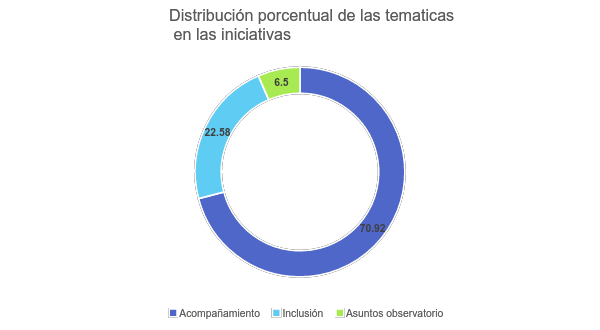 Distribución porcentual de las tematicas
en las iniciativas
6.5
22.58
70.92
Acompañamiento Inclusión Asuntos observatorio